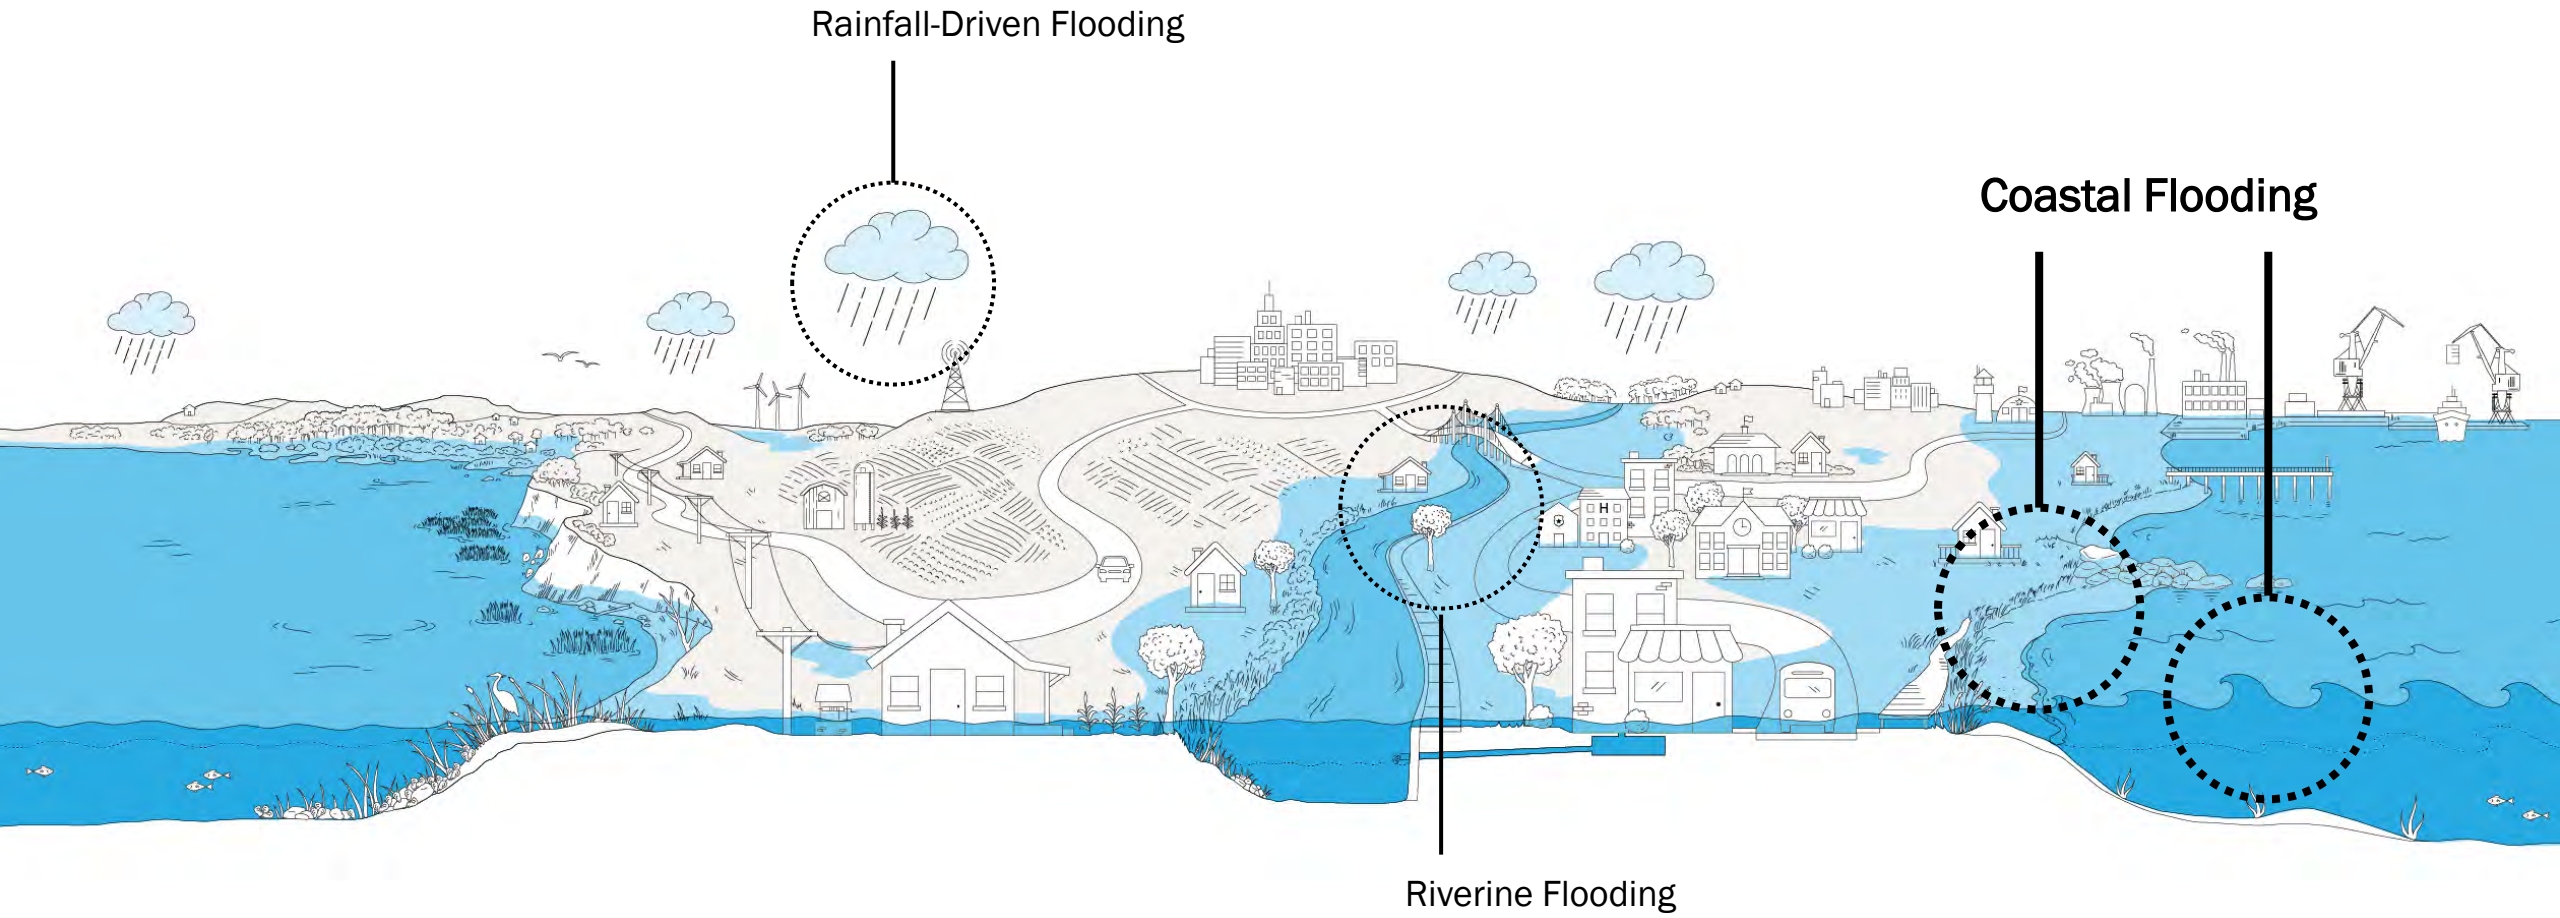 Rainfall-Driven Flooding
Coastal Flooding
H
Riverine Flooding